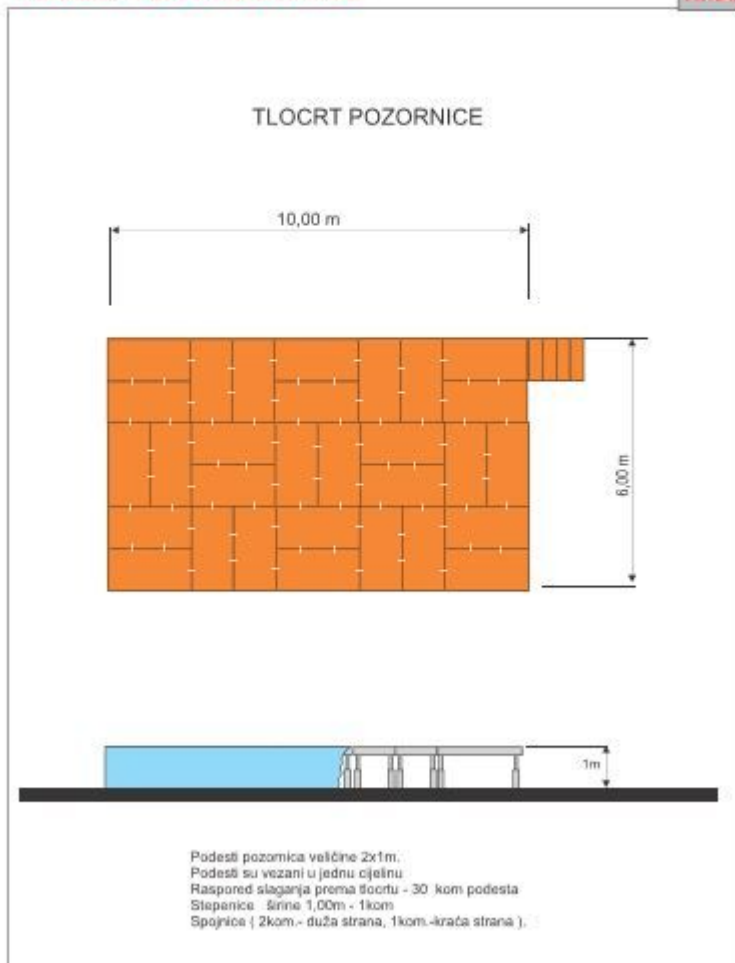 TLOCRT POZORNICE
10,00 m
6,00 m
1m
Podesti pozornica veličine 2x1m.
Podesti su vezani u jednu cijelinu
Raspored slaganja prema tlocrtu - 30 kom podesta
Stepenice širine 1,00m - 1kom
Spojnice ( 2kom.- duža strana, 1kom.-kraća strana ).